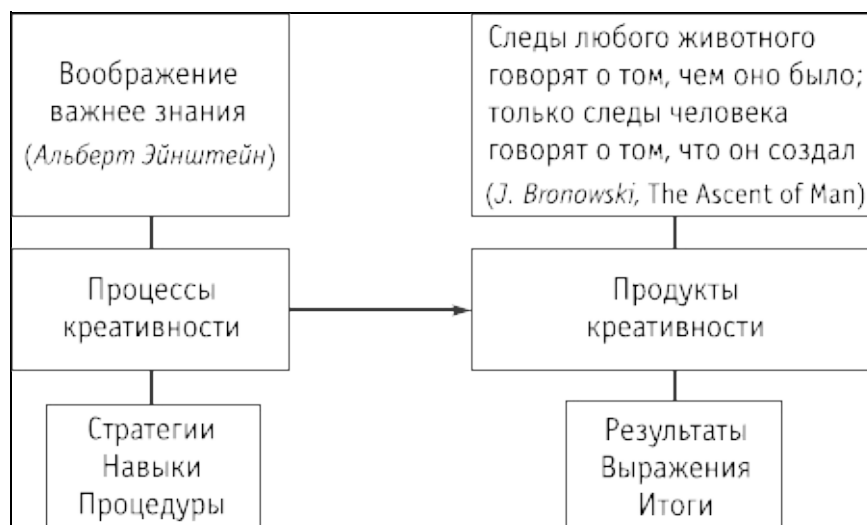 Воображение
важнее знания
(Альберт Эйнштейн)
Следы любого животного
говорят о том, чем оно было;
только следы человека
говорят о том, что он создал
(J. Bronowski, The Ascent of Man)
Процессы
креативности
Продукты
креативности
Стратегии
Навыки
Процедуры
Результаты
Выражения
Итоги